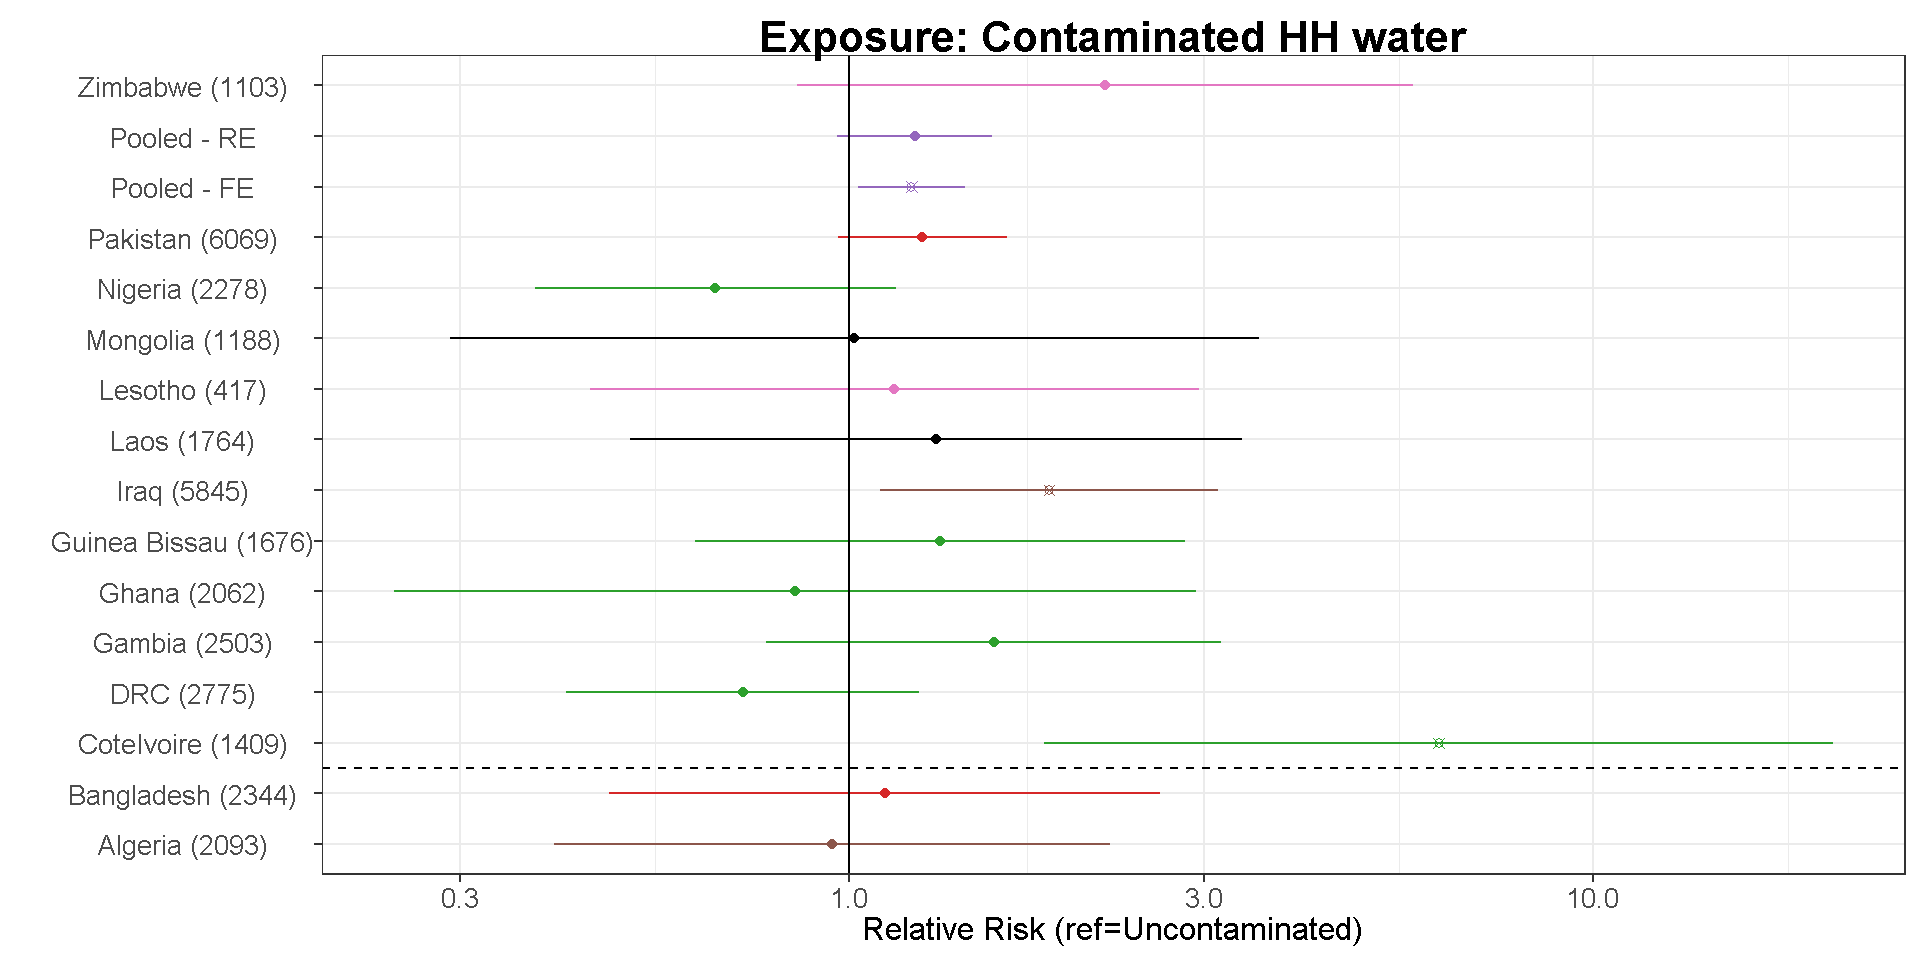 Exposure: Contaminated HH water
Zimbabwe (1103)
Pooled - RE
Pooled - FE
Pakistan (6069)
Nigeria (2278)
Mongolia (1188)
Lesotho (417)
Laos (1764)
Iraq (5845)
Guinea Bissau (1676)
Ghana (2062)
Gambia (2503)
DRC (2775)
CoteIvoire (1409)
Bangladesh (2344)
Algeria (2093)
0.3 1.0 3.0 10.0
Relative Risk (ref=Uncontaminated)